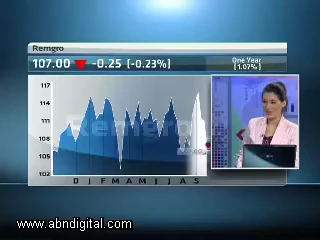 Remgro
107.00 -0.25 [-0.23%]
One Year
[1.07%]
117
114
111
108
105
102
Remgro
D J F M A M J J A S
www.abndigital.com